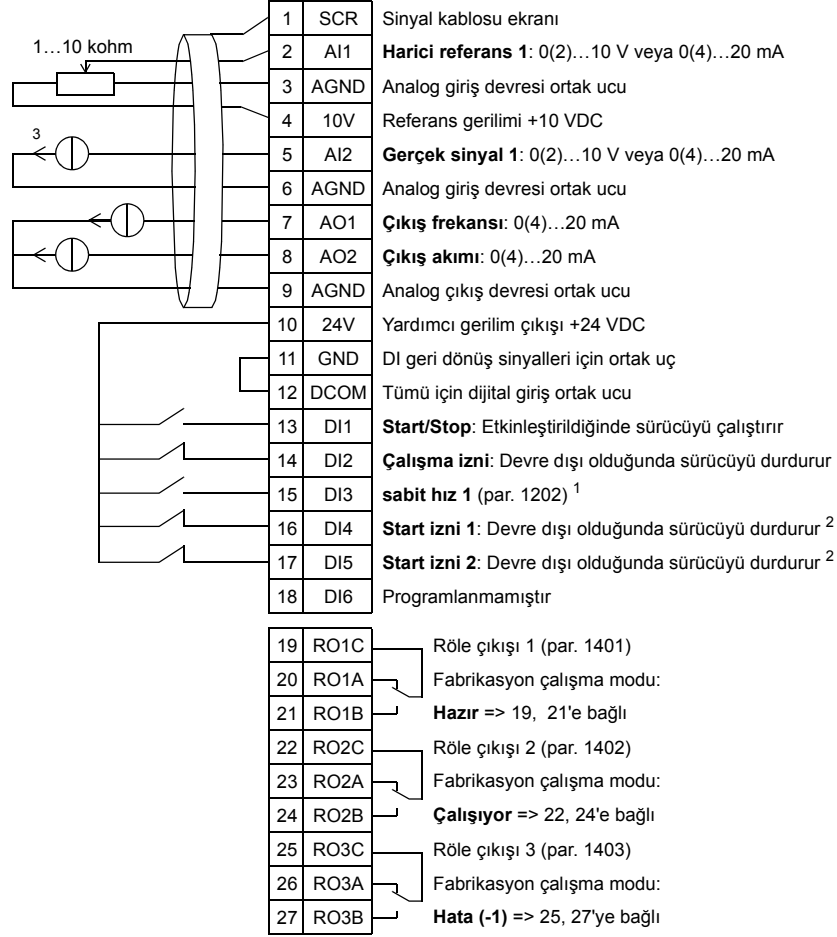 1 SCR Sinyal kablosu ekranı
1…10 kohm
2 AI1 Harici referans 1: 0(2)…10 V veya 0(4)…20 mA
3 AGND Analog giriş devresi ortak ucu
4 10V Referans gerilimi +10 VDC
3
5 AI2 Gerçek sinyal 1: 0(2)…10 V veya 0(4)…20 mA
6 AGND Analog giriş devresi ortak ucu
7 AO1 Çıkış frekansı: 0(4)…20 mA
8 AO2 Çıkış akımı: 0(4)…20 mA
9 AGND Analog çıkış devresi ortak ucu
10 24V Yardımcı gerilim çıkışı +24 VDC
11 GND DI geri dönüş sinyalleri için ortak uç
12 DCOM Tümü için dijital giriş ortak ucu
13 DI1 Start/Stop: Etkinleştirildiğinde sürücüyü çalıştırır
14 DI2 Çalışma izni: Devre dışı olduğunda sürücüyü durdurur
15 DI3 sabit hız 1 (par. 1202) 1
16 DI4 Start izni 1: Devre dışı olduğunda sürücüyü durdurur 2
17 DI5 Start izni 2: Devre dışı olduğunda sürücüyü durdurur 2
18 DI6 Programlanmamıştır
19 RO1C Röle çıkışı 1 (par. 1401)
20 RO1A Fabrikasyon çalışma modu:
21 RO1B Hazır => 19, 21'e bağlı
22 RO2C Röle çıkışı 2 (par. 1402)
23 RO2A Fabrikasyon çalışma modu:
24 RO2B Çalışıyor => 22, 24'e bağlı
25 RO3C Röle çıkışı 3 (par. 1403)
26 RO3A Fabrikasyon çalışma modu:
27 RO3B Hata (-1) => 25, 27'ye bağlı